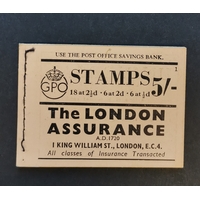 USE THE POST OFFICE SAVINGS BANK.
1
GPO
STAMPS 5/-
18 at 2½d · 6 at 2d · 6 at ½d
The LONDON
ASSURANCE
A.D.1720
1 KING WILLIAM ST., LONDON, E.C.4.
All classes of Insurance Transacted